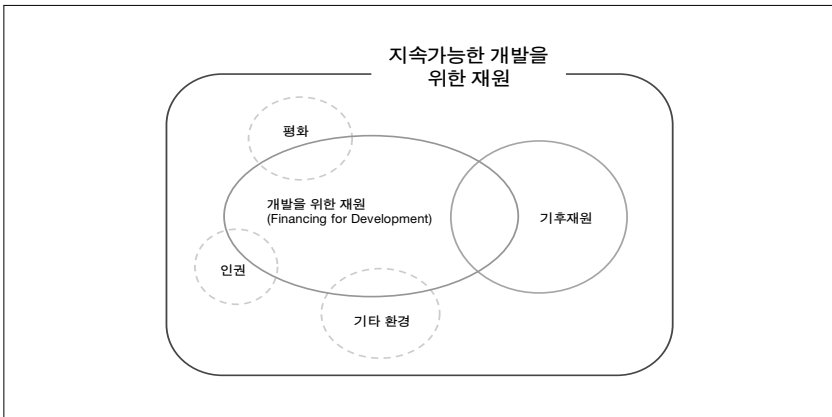 지속가능한 개발을
위한 재원
평화
개발을 위한 재원
(Financing for Development)
기후재원
인권
기타 환경